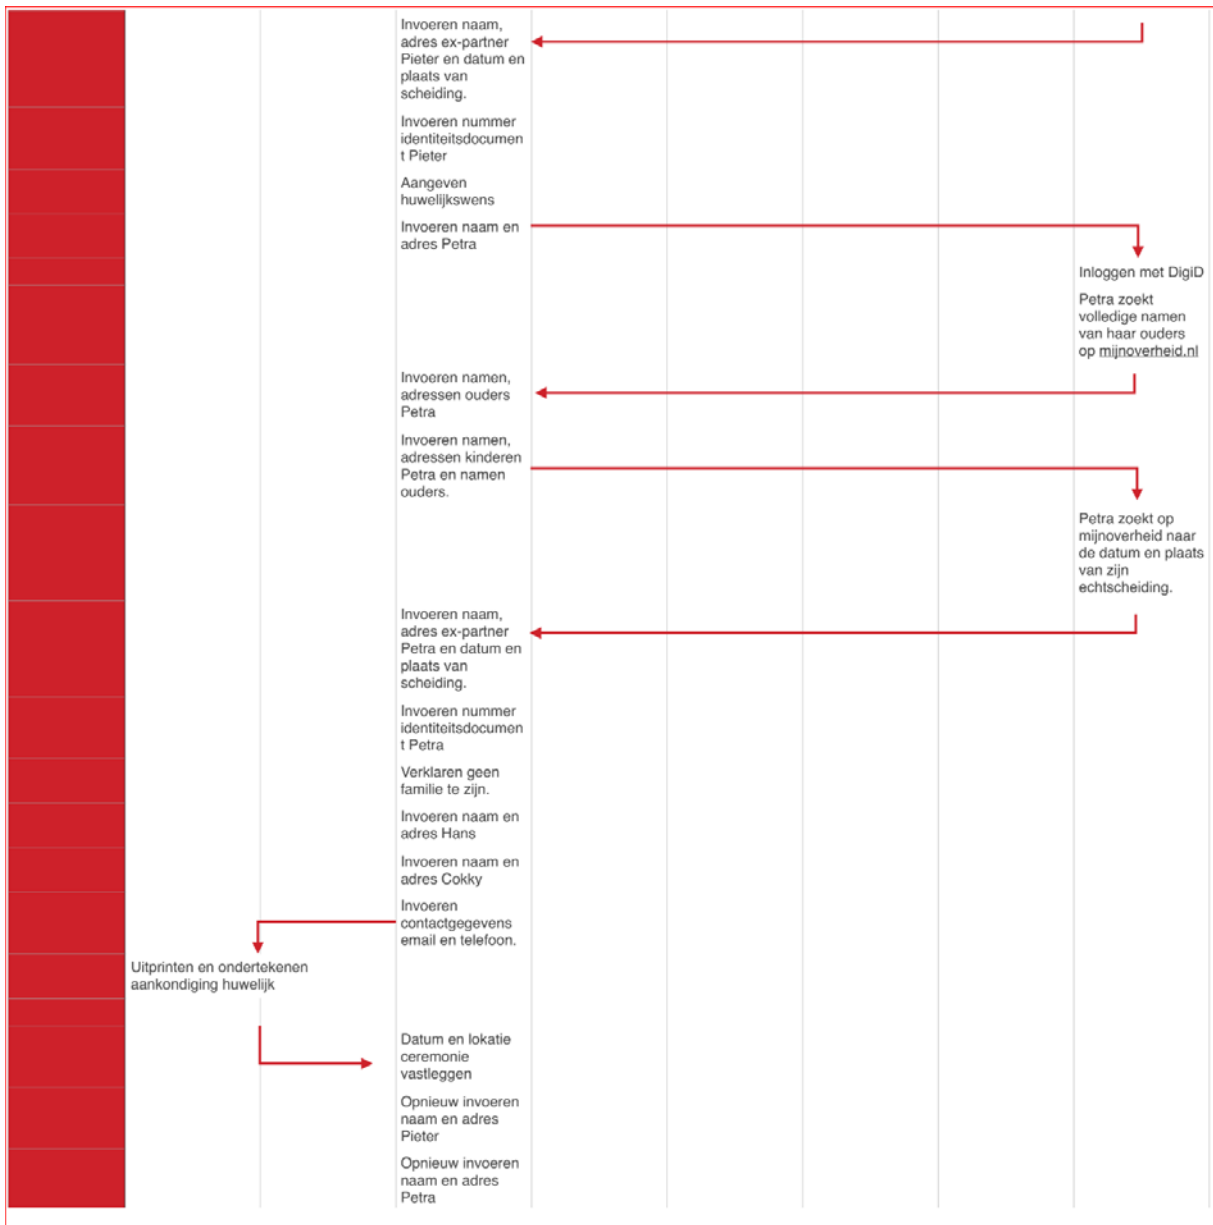 Invoeren naam,
adres ex-partner
Pieter en datum en
plaats van
scheiding.
Invoeren nummer
identiteitsdocumen
t Pieter
Aangeven
huwelijkswens
Invoeren naam en
adres Petra
Inloggen met DigiD
Petra zoekt
volledige namen
van haar ouders
op mijnoverheid.nl
Invoeren namen,
adressen ouders
Petra
Invoeren namen,
adressen kinderen
Petra en namen
ouders.
Petra zoekt op
mijnoverheid naar
de datum en plaats
van zijn
echtscheiding.
Invoeren naam,
adres ex-partner
Petra en datum en
plaats van
scheiding.
Invoeren nummer
identiteitsdocumen
t Petra
Verklaren geen
familie te zijn.
Invoeren naam en
adres Hans
Invoeren naam en
adres Cokky
Invoeren
contactgegevens
email en telefoon.
Uitprinten en ondertekenen
aankondiging huwelijk
Datum en lokatie
ceremonie
vastleggen
Opnieuw invoeren
naam en adres
Pieter
Opnieuw invoeren
naam en adres
Petra